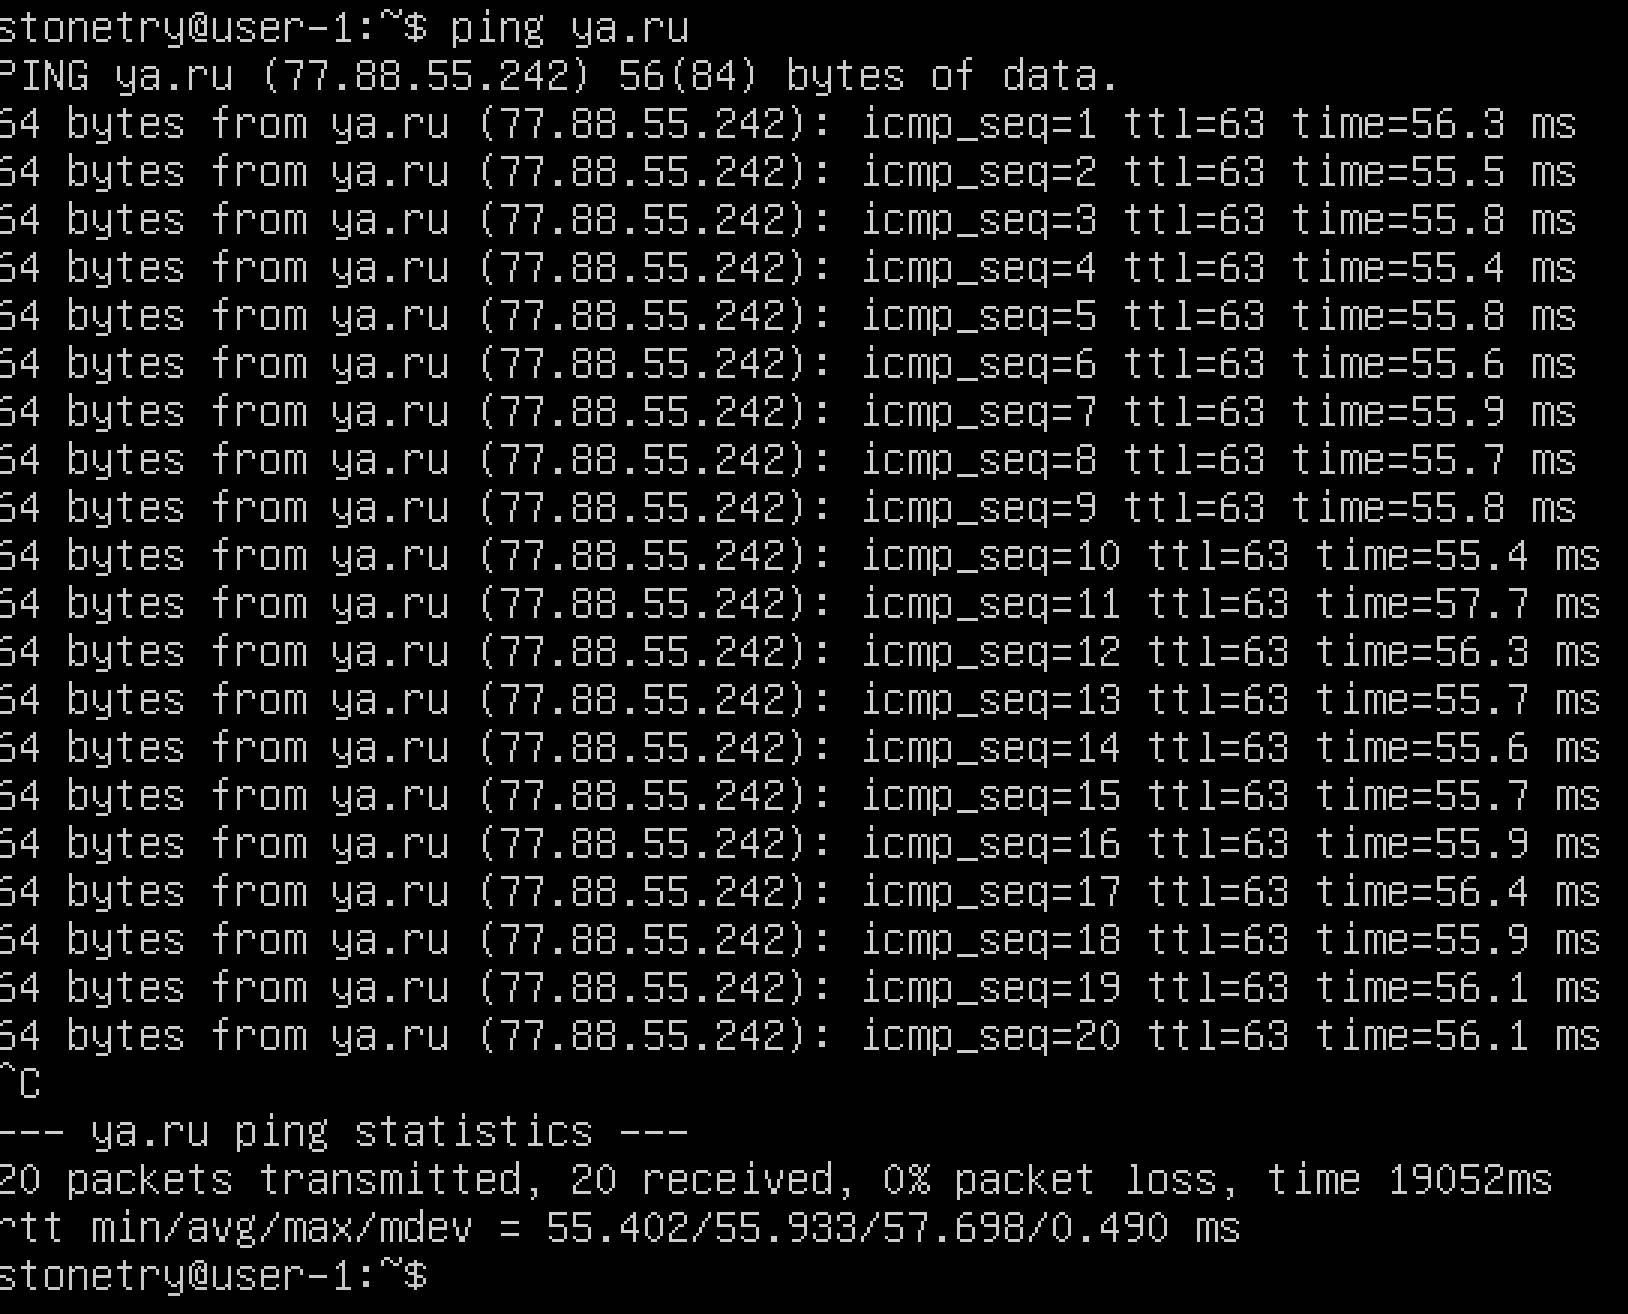 stonetry@user-1:~$ ping ya.ru
PING ya.ru (77.88.55.242) 56(84) bytes of data.
64 bytes from ya.ru (77.88.55.242): icmp_seq=1 ttl=63 time=56.3 ms
64 bytes from ya.ru (77.88.55.242): icmp_seq=2 ttl=63 time=55.5 ms
64 bytes from ya.ru (77.88.55.242): icmp_seq=3 ttl=63 time=55.8 ms
64 bytes from ya.ru (77.88.55.242): icmp_seq=4 ttl=63 time=55.4 ms
64 bytes from ya.ru (77.88.55.242): icmp_seq=5 ttl=63 time=55.8 ms
64 bytes from ya.ru (77.88.55.242): icmp_seq=6 ttl=63 time=55.6 ms
64 bytes from ya.ru (77.88.55.242): icmp_seq=7 ttl=63 time=55.9 ms
64 bytes from ya.ru (77.88.55.242): icmp_seq=8 ttl=63 time=55.7 ms
64 bytes from ya.ru (77.88.55.242): icmp_seq=9 ttl=63 time=55.8 ms
64 bytes from ya.ru (77.88.55.242): icmp_seq=10 ttl=63 time=55.4 ms
64 bytes from ya.ru (77.88.55.242): icmp_seq=11 ttl=63 time=57.7 ms
64 bytes from ya.ru (77.88.55.242): icmp_seq=12 ttl=63 time=56.3 ms
64 bytes from ya.ru (77.88.55.242): icmp_seq=13 ttl=63 time=55.7 ms
64 bytes from ya.ru (77.88.55.242): icmp_seq=14 ttl=63 time=55.6 ms
64 bytes from ya.ru (77.88.55.242): icmp_seq=15 ttl=63 time=55.7 ms
64 bytes from ya.ru (77.88.55.242): icmp_seq=16 ttl=63 time=55.9 ms
64 bytes from ya.ru (77.88.55.242): icmp_seq=17 ttl=63 time=56.4 ms
64 bytes from ya.ru (77.88.55.242): icmp_seq=18 ttl=63 time=55.9 ms
64 bytes from ya.ru (77.88.55.242): icmp_seq=19 ttl=63 time=56.1 ms
64 bytes from ya.ru (77.88.55.242): icmp_seq=20 ttl=63 time=56.1 ms
^C
--- ya.ru ping statistics ---
20 packets transmitted, 20 received, 0% packet loss, time 19052ms
rtt min/avg/max/mdev = 55.402/55.933/57.698/0.490 ms
stonetry@user-1:~$